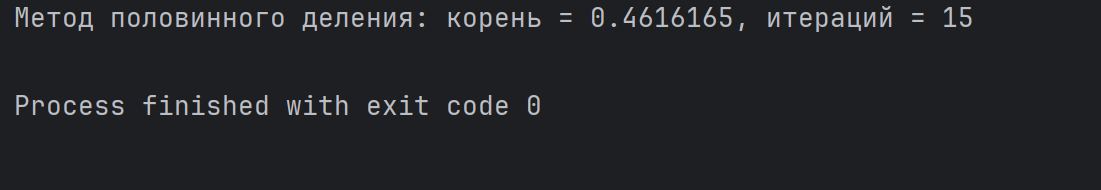 Метод половинного деления: корень = 0.4616165, итераций = 15
Process finished with exit code 0